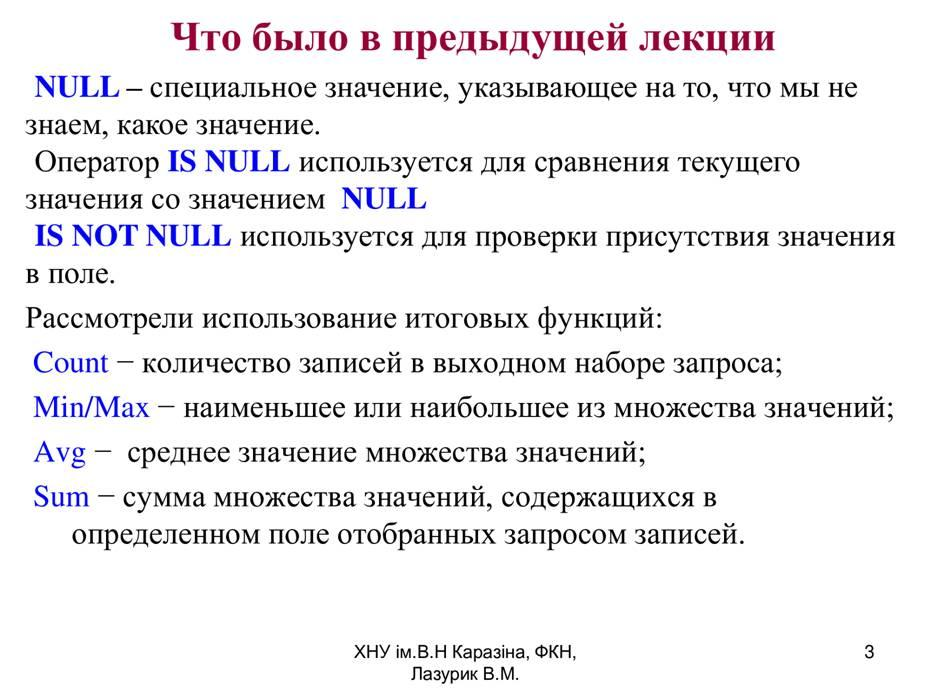 Что было в предыдущей лекции
NULL – специальное значение, указывающее на то, что мы не
знаем, какое значение.
Оператор IS NULL используется для сравнения текущего
значения со значением NULL
IS NOT NULL используется для проверки присутствия значения
в поле.
Рассмотрели использование итоговых функций:
Count − количество записей в выходном наборе запроса;
Min/Max − наименьшее или наибольшее из множества значений;
Avg − среднее значение множества значений;
Sum − сумма множества значений, содержащихся в
определенном поле отобранных запросом записей.
ХНУ ім.В.Н Каразіна, ФКН,
Лазурик В.М.
3